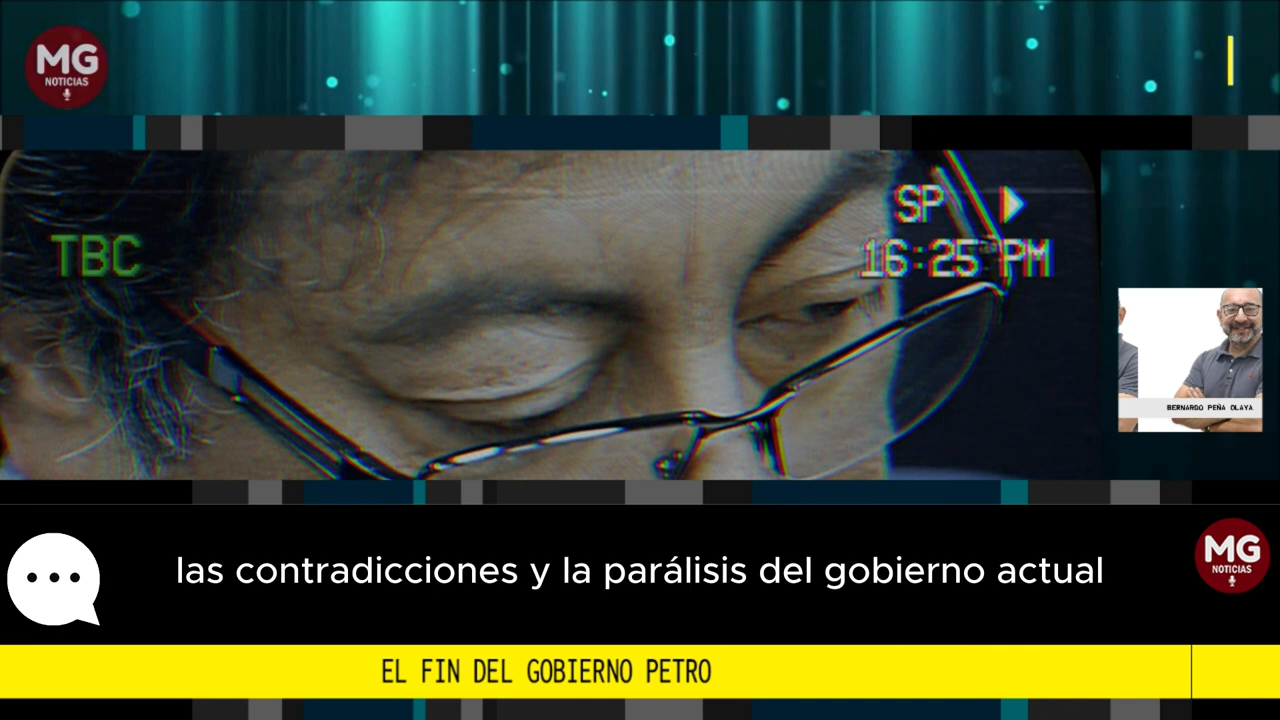 MG
NOTICIAS
TBC
SP
16:25 PM
BERNARDO PEÑA OLAYA
las contradicciones y la parálisis del gobierno actual
MG
NOTICIAS
EL FIN DEL GOBIERNO PETRO